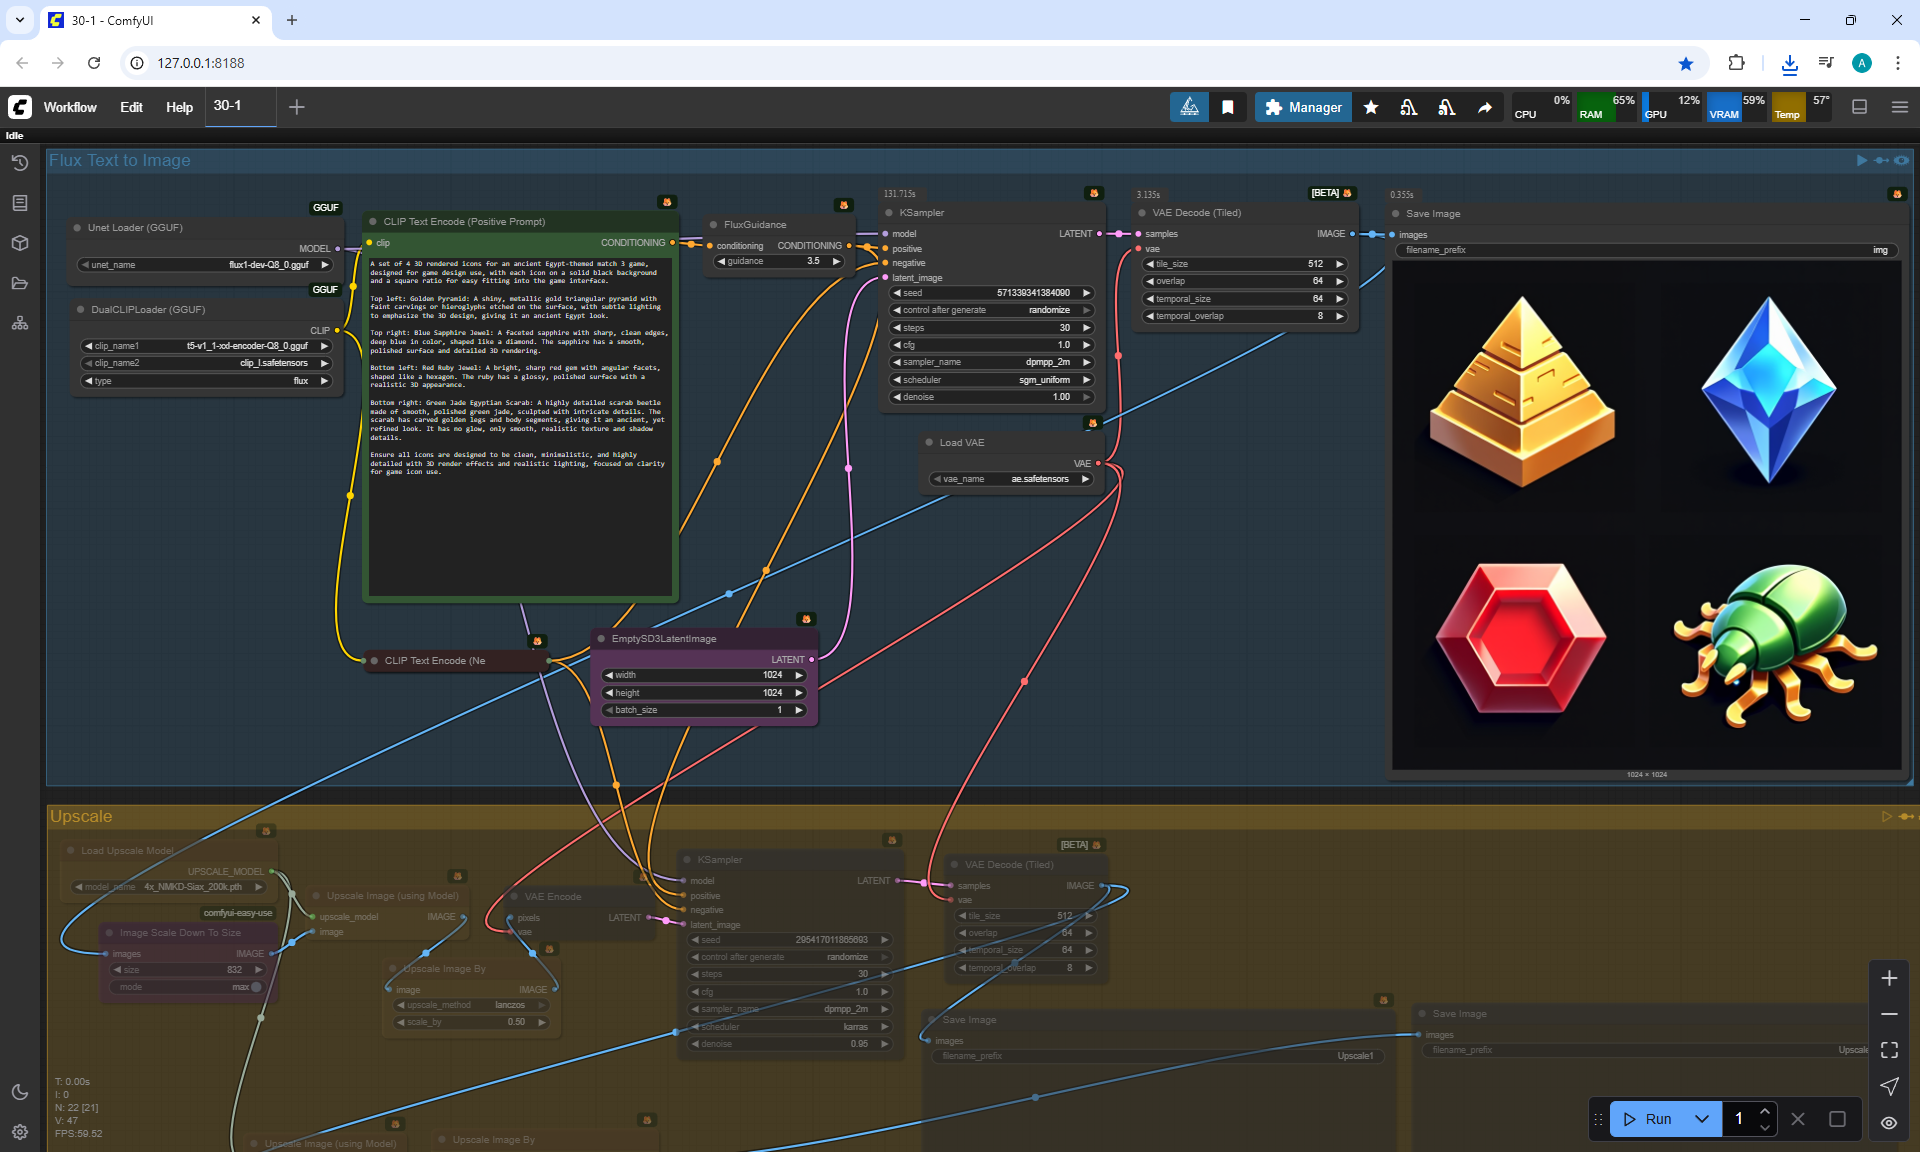 30-1 - ComfyUI
127.0.0.1:8188
A
Workflow
Edit
Help
30-1
Manager
CPU
0%
RAM
65%
GPU
12%
VRAM
59%
Temp
57°
Idle
Flux Text to Image
GGUF
Unet Loader (GGUF)
MODEL
unet_name
flux1-dev-Q8_0.gguf
GGUF
DualCLIPLoader (GGUF)
CLIP
clip_name1
t5-v1_1-xxl-encoder-Q8_0.gguf
clip_name2
clip_l.safetensors
type
flux
CLIP Text Encode (Positive Prompt)
clip
CONDITIONING
A set of 4 3D rendered icons for an ancient Egypt-themed match 3 game,
designed for game design use, with each icon on a solid black background
and a square ratio for easy fitting into the game interface.
Top left: Golden Pyramid: A shiny, metallic gold triangular pyramid with
faint carvings or hieroglyphs etched on the surface, with subtle lighting
to emphasize the 3D design, giving it an ancient Egypt look.
Top right: Blue Sapphire Jewel: A faceted sapphire with sharp, clean edges,
deep blue in color, shaped like a diamond. The sapphire has a smooth,
polished surface and detailed 3D rendering.
Bottom left: Red Ruby Jewel: A bright, sharp red gem with angular facets,
shaped like a hexagon. The ruby has a glossy, polished surface with a
realistic 3D appearance.
Bottom right: Green Jade Egyptian Scarab: A highly detailed scarab beetle
made of smooth, polished green jade, sculpted with intricate details. The
scarab has carved golden legs and body segments, giving it an ancient, yet
refined look. It has no glow, only smooth, realistic texture and shadow
details.
Ensure all icons are designed to be clean, minimalistic, and highly
detailed with 3D render effects and realistic lighting, focused on clarity
for game icon use.
FluxGuidance
conditioning
CONDITIONING
guidance
3.5
131.715s
KSampler
model
LATENT
positive
negative
latent_image
seed
571339341384090
control after generate
randomize
steps
30
cfg
1.0
sampler_name
dpmpp_2m
scheduler
sgm_uniform
denoise
1.00
3.135s
[BETA]
VAE Decode (Tiled)
samples
IMAGE
vae
tile_size
512
overlap
64
temporal_size
64
temporal_overlap
8
0.355s
Save Image
images
filename_prefix
img
1024 × 1024
Load VAE
VAE
vae_name
ae.safetensors
CLIP Text Encode (Ne
EmptySD3LatentImage
LATENT
width
1024
height
1024
batch_size
1
Upscale
Load Upscale Model
UPSCALE_MODEL
model_name
4x_NMKD-Siax_200k.pth
comfyui-easy-use
Image Scale Down To Size
images
IMAGE
size
832
mode
max
Upscale Image (using Model)
upscale_model
IMAGE
image
Upscale Image By
image
IMAGE
upscale_method
lanczos
scale_by
0.50
VAE Encode
pixels
LATENT
vae
KSampler
model
LATENT
positive
negative
latent_image
seed
295417011865693
control after generate
randomize
steps
30
cfg
1.0
sampler_name
dpmpp_2m
scheduler
karras
denoise
0.95
[BETA]
VAE Decode (Tiled)
samples
IMAGE
vae
tile_size
512
overlap
64
temporal_size
64
temporal_overlap
8
Save Image
images
filename_prefix
Upscale1
Save Image
images
filename_prefix
Upscale
Upscale Image (using Model)
Upscale Image By
T: 0.00s
I: 0
N: 22 [21]
V: 47
FPS:59.52
Run
1